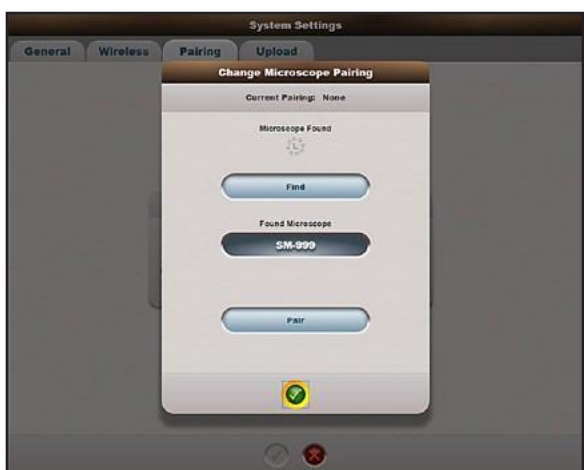 System Settings
General Wireless Pairing Upload
Change Microscope Pairing
Current Pairing: None
Microscope Found
Find
Found Microscope
SM-999
Pair